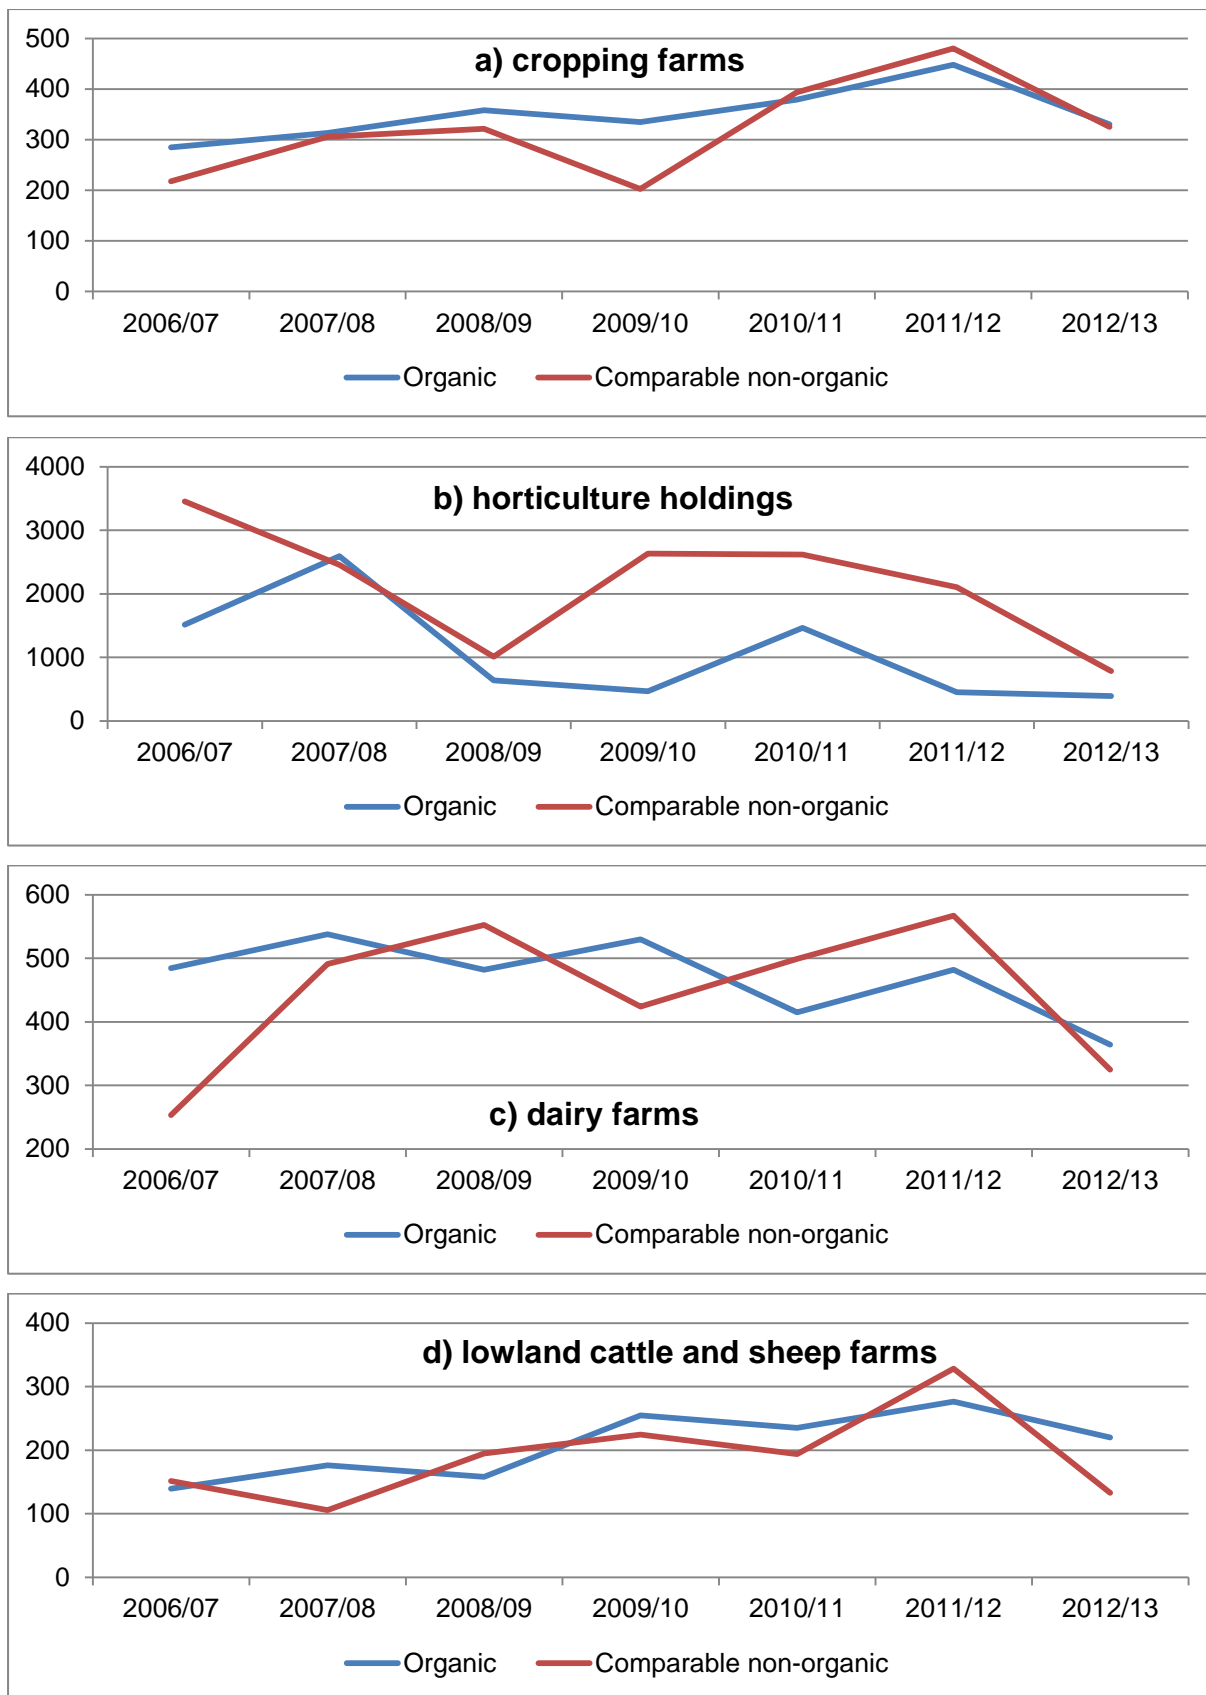 a) cropping farms
500
400
300
200
100
0
2006/07 2007/08 2008/09 2009/10 2010/11 2011/12 2012/13
Organic Comparable non-organic
b) horticulture holdings
4000
3000
2000
1000
0
2006/07 2007/08 2008/09 2009/10 2010/11 2011/12 2012/13
Organic Comparable non-organic
600
500
400
300
200
c) dairy farms
2006/07 2007/08 2008/09 2009/10 2010/11 2011/12 2012/13
Organic Comparable non-organic
d) lowland cattle and sheep farms
400
300
200
100
0
2006/07 2007/08 2008/09 2009/10 2010/11 2011/12 2012/13
Organic Comparable non-organic